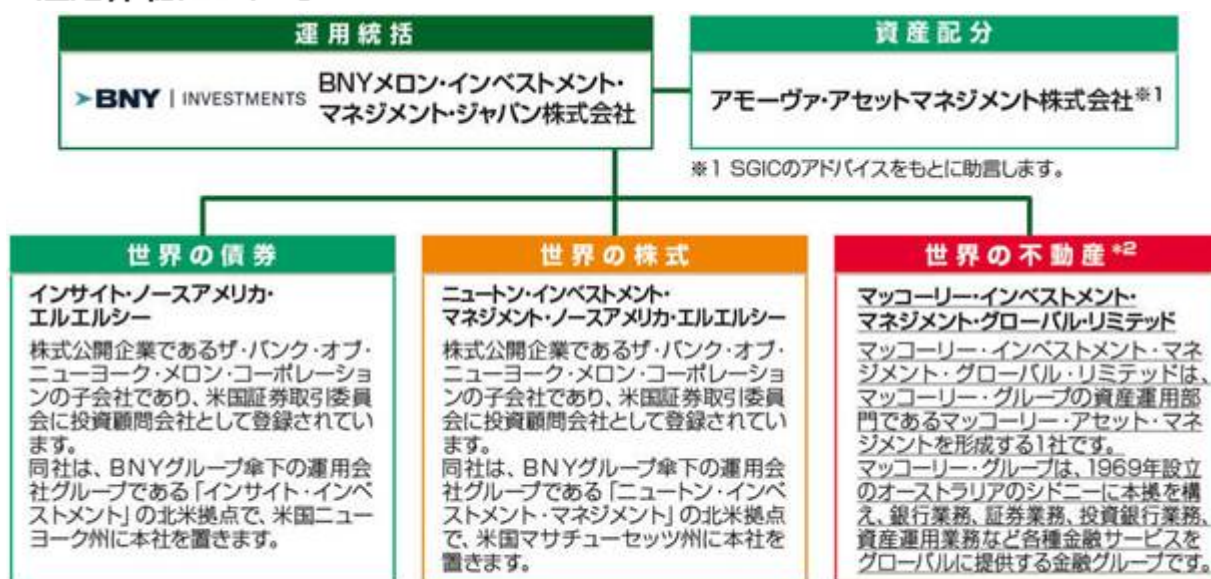 運用統括
BNY | INVESTMENTS
BNYメロン・インベストメント・
マネジメント・ジャパン株式会社
資産配分
アモーヴァ・アセットマネジメント株式会社※1
※1 SGICのアドバイスをもとに助言します。
世界の債券
インサイト・ノースアメリカ・
エルエルシー
株式公開企業であるザ・バンク・オブ・
ニューヨーク・メロン・コーポレーショ
ンの子会社であり、米国証券取引委員
会に投資顧問会社として登録されてい
ます。
同社は、BNYグループ傘下の運用会
社グループである「インサイト・インベ
ストメント」の北米拠点で、米国ニュー
ヨーク州に本社を置きます。
世界の株式
ニュートン・インベストメント・
マネジメント・ノースアメリカ・エルエルシー
株式公開企業であるザ・バンク・オブ・
ニューヨーク・メロン・コーポレーショ
ンの子会社であり、米国証券取引委員
会に投資顧問会社として登録されてい
ます。
同社は、BNYグループ傘下の運用会
社グループである「ニュートン・インベ
ストメント・マネジメント」の北米拠点
で、米国マサチューセッツ州に本社を
置きます。
世界の不動産*2
マッコーリー・インベストメント・
マネジメント・グローバル・リミテッド
マッコーリー・インベストメント・マネ
ジメント・グローバル・リミテッドは、
マッコーリー・グループの資産運用部
門であるマッコーリー・アセット・マネ
ジメントを形成する1社です。
マッコーリー・グループは、1969年設立
のオーストラリアのシドニーに本拠を構
え、銀行業務、証券業務、投資銀行業務、
資産運用業務など各種金融サービスを
グローバルに提供する金融グループです。